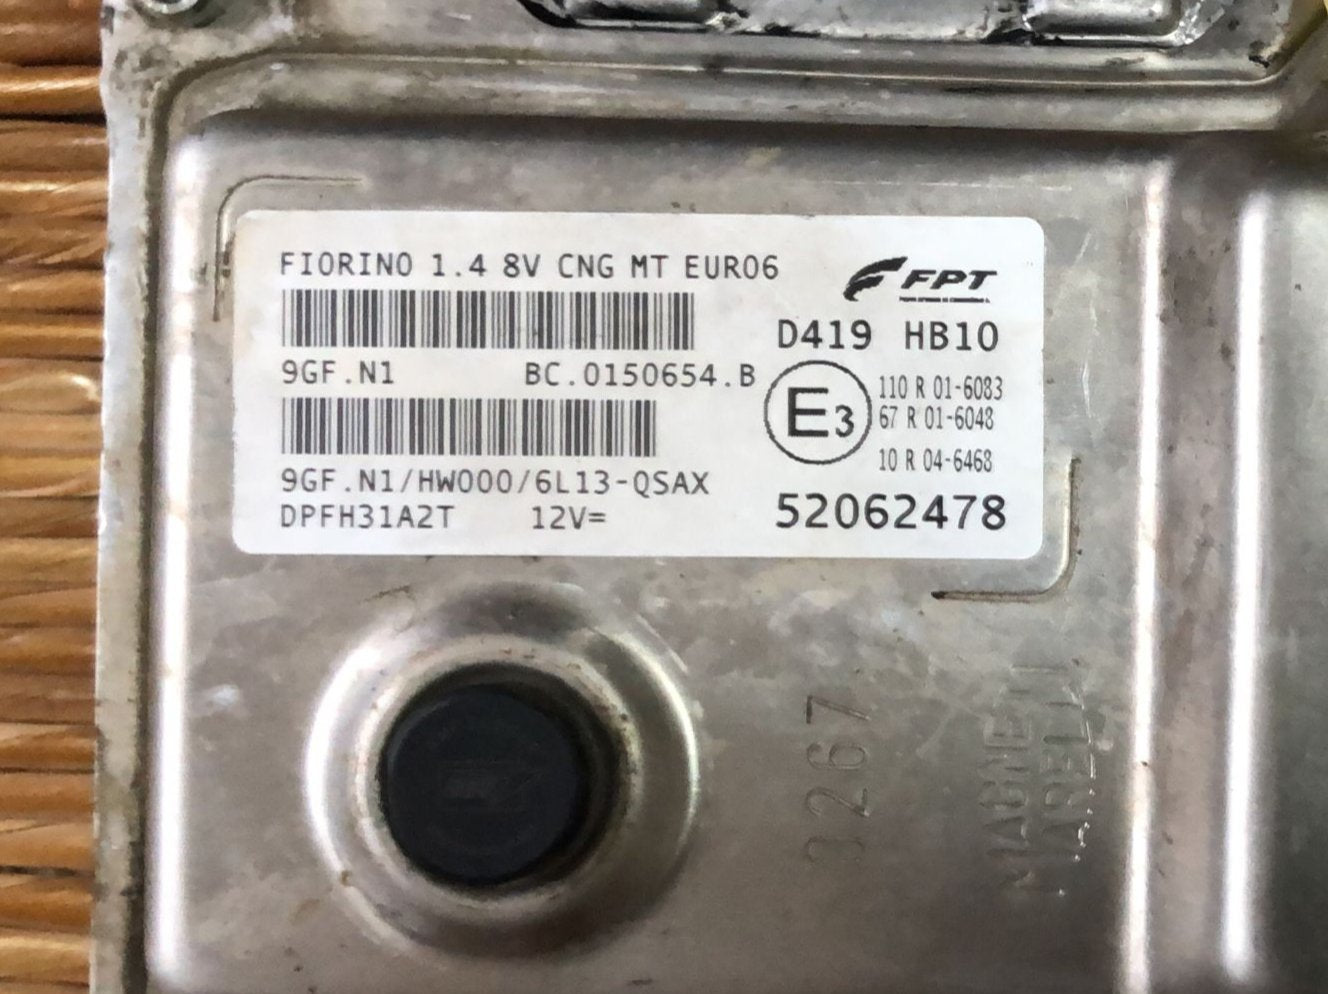 FIORINO 1.4 8V CNG MT EURO6
FPT
D419 HB10
9GF.N1 BC.0150654.B
E3
110 R 01-6083
67 R 01-6048
10 R 04-6468
9GF.N1/HW000/6L13-QSAX
DPFH31A2T 12V=
52062478
3267
MAGNETI
MARELLI